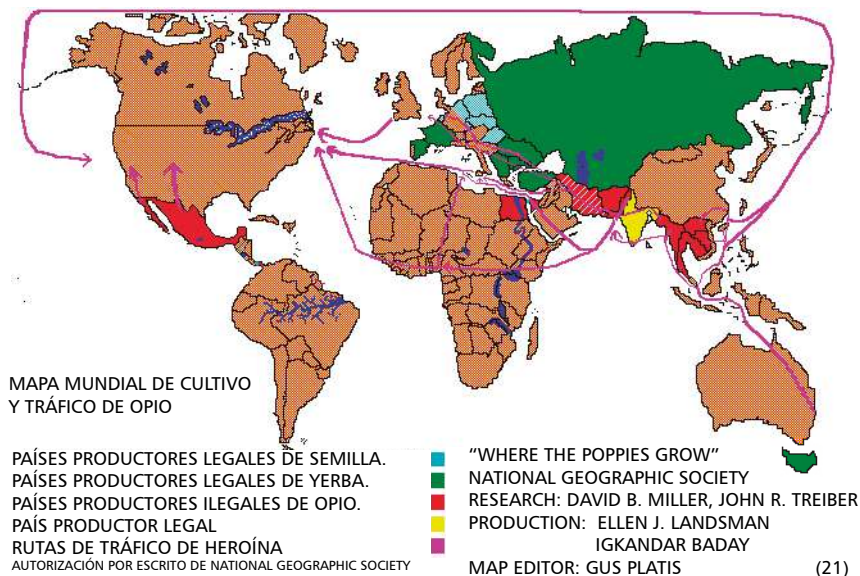 MAPA MUNDIAL DE CULTIVO
Y TRÁFICO DE OPIO
PAÍSES PRODUCTORES LEGALES DE SEMILLA.
PAÍSES PRODUCTORES LEGALES DE YERBA.
PAÍSES PRODUCTORES ILEGALES DE OPIO.
PAÍS PRODUCTOR LEGAL
RUTAS DE TRÁFICO DE HEROÍNA
AUTORIZACIÓN POR ESCRITO DE NATIONAL GEOGRAPHIC SOCIETY
“WHERE THE POPPIES GROW”
NATIONAL GEOGRAPHIC SOCIETY
RESEARCH: DAVID B. MILLER, JOHN R. TREIBER
PRODUCTION: ELLEN J. LANDSMAN
IGKANDAR BADAY
MAP EDITOR: GUS PLATIS (21)